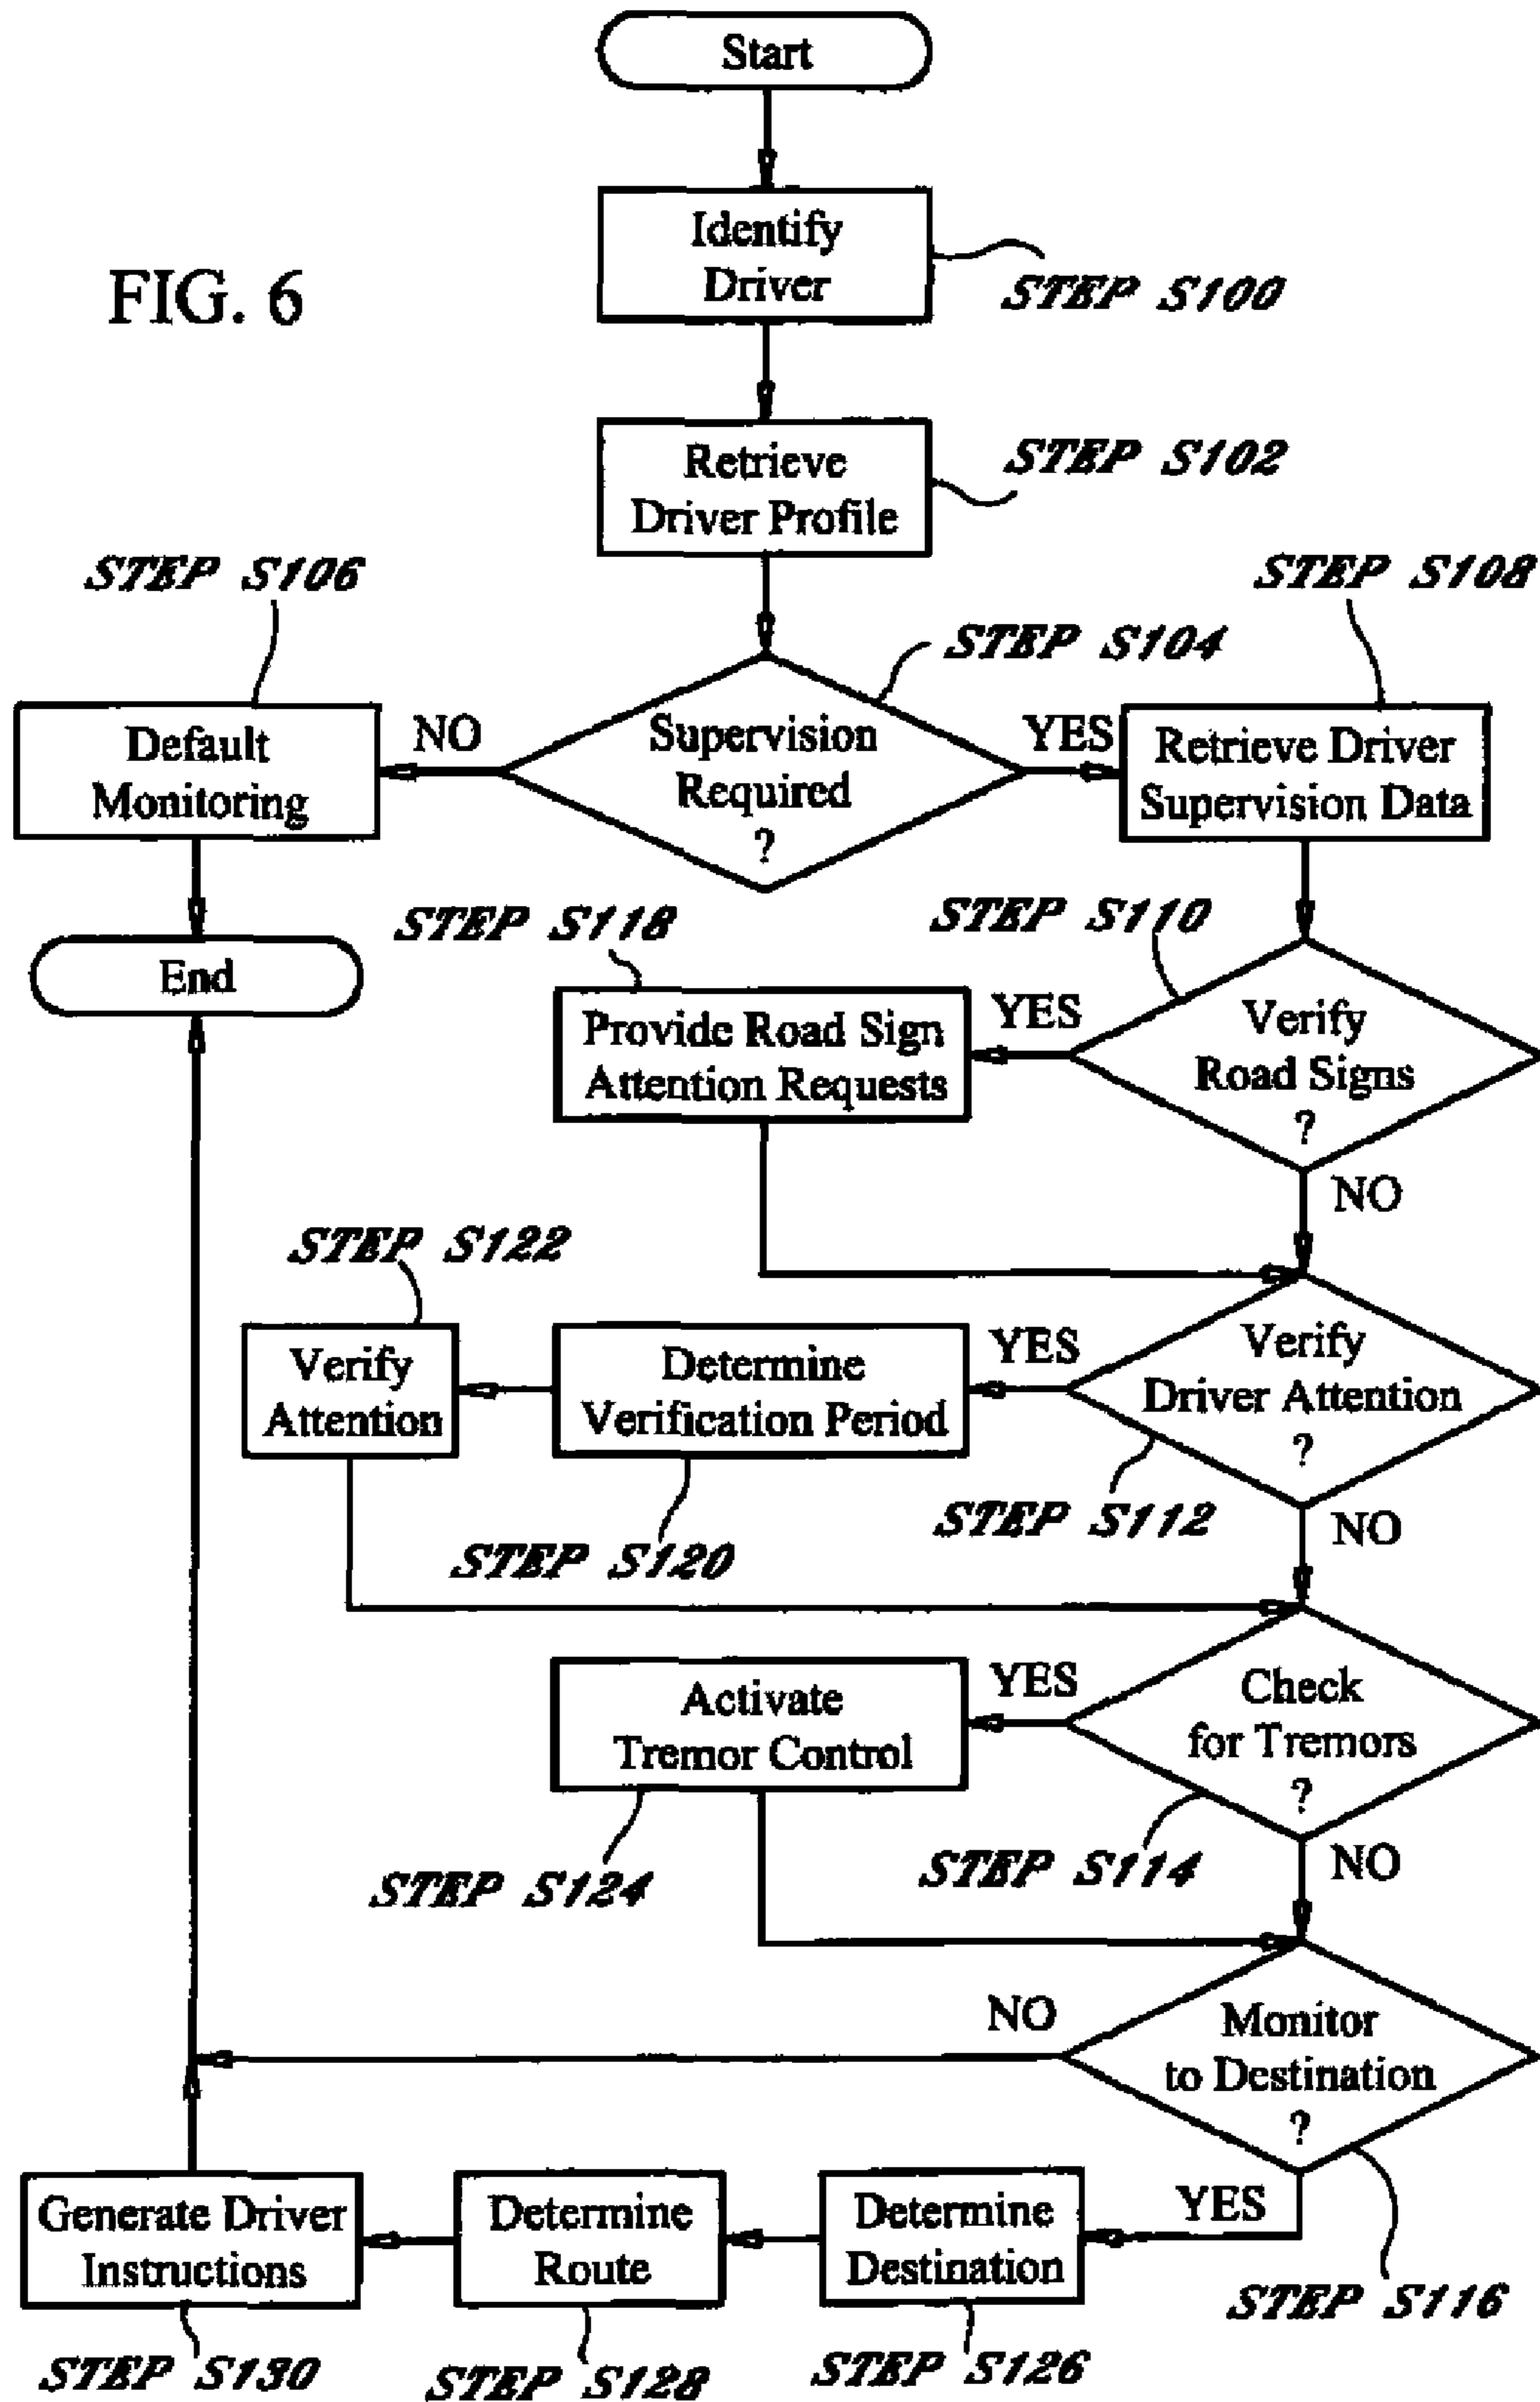 Start
Identify
Driver
STEP S100
FIG. 6
Retrieve
Driver Profile
STEP S102
STEP S106
STEP S108
STEP S104
Default
Monitoring
NO
Supervision
Required
?
YES
Retrieve Driver
Supervision Data
End
STEP S118
STEP S110
Provide Road Sign
Attention Requests
YES
Verify
Road Signs
?
NO
STEP S122
Verify
Attention
Determine
Verification Period
YES
Verify
Driver Attention
?
STEP S120
STEP S112
NO
Activate
Tremor Control
YES
Check
for Tremors
?
STEP S124
STEP S114
NO
NO
Monitor
to Destination
?
YES
Generate Driver
Instructions
Determine
Route
Determine
Destination
STEP S116
STEP S130
STEP S128
STEP S126